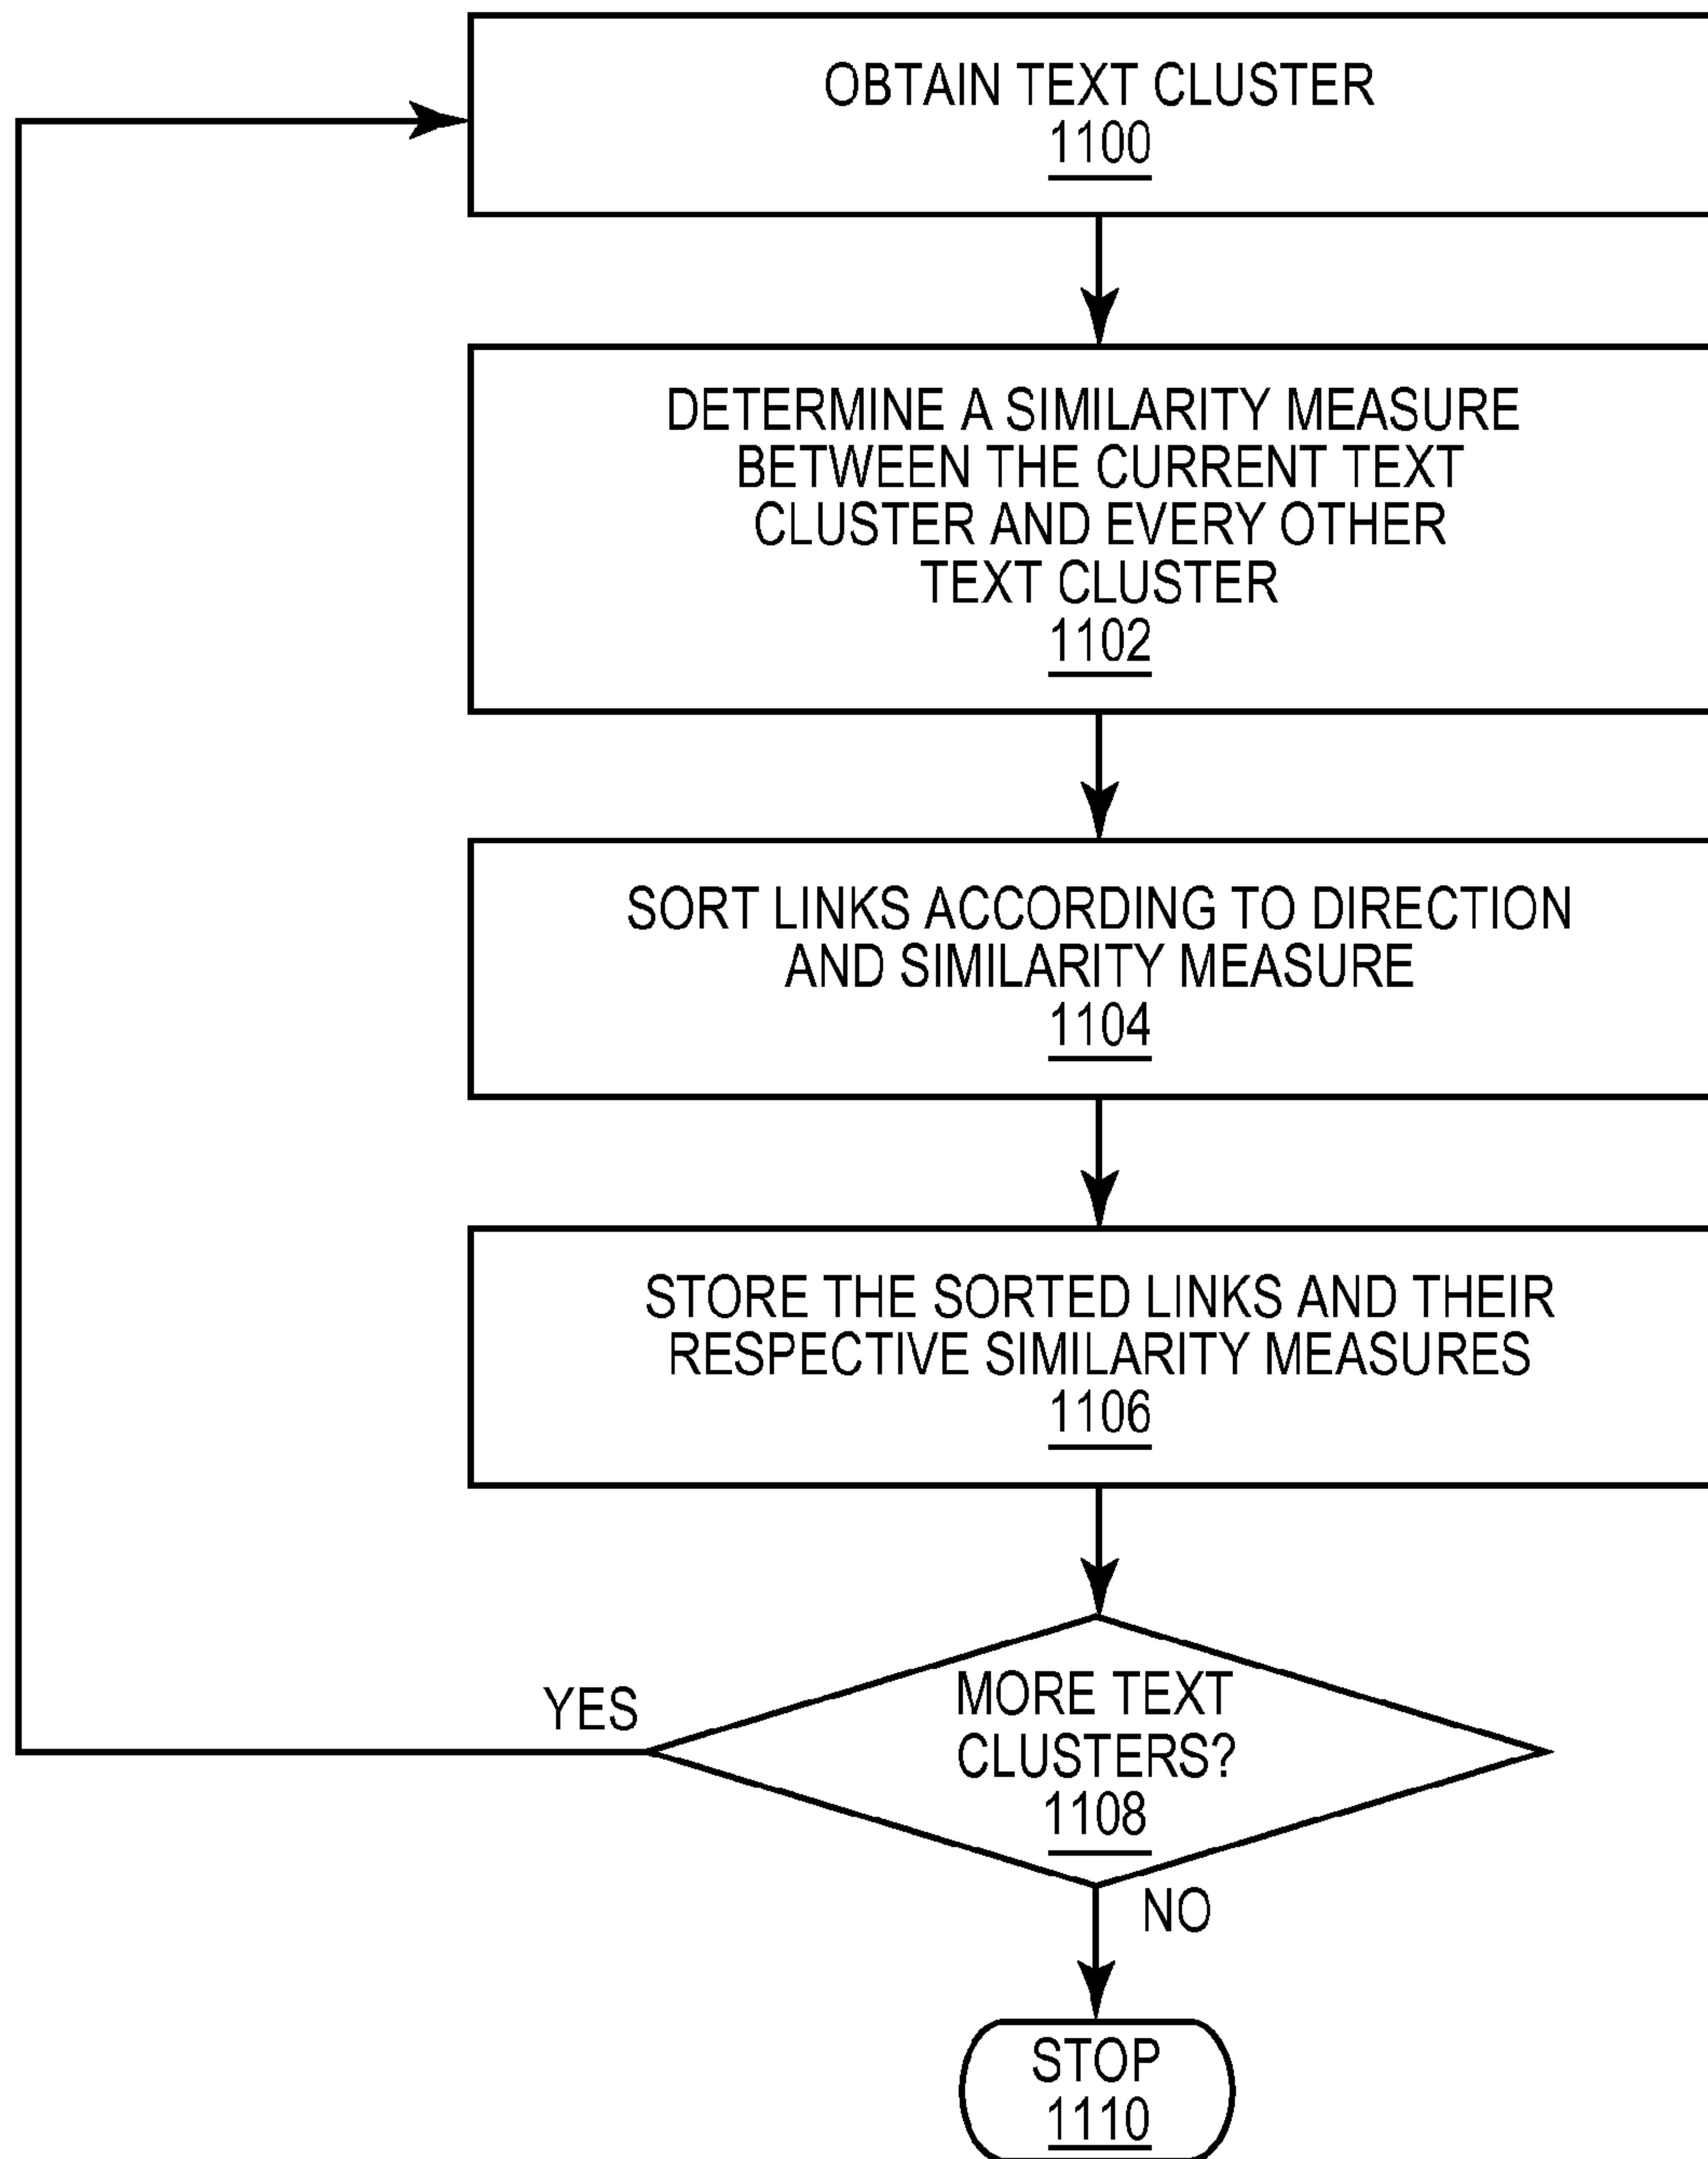 OBTAIN TEXT CLUSTER
1100
DETERMINE A SIMILARITY MEASURE
BETWEEN THE CURRENT TEXT
CLUSTER AND EVERY OTHER
TEXT CLUSTER
1102
SORT LINKS ACCORDING TO DIRECTION
AND SIMILARITY MEASURE
1104
STORE THE SORTED LINKS AND THEIR
RESPECTIVE SIMILARITY MEASURES
1106
YES
MORE TEXT
CLUSTERS?
1108
NO
STOP
1110